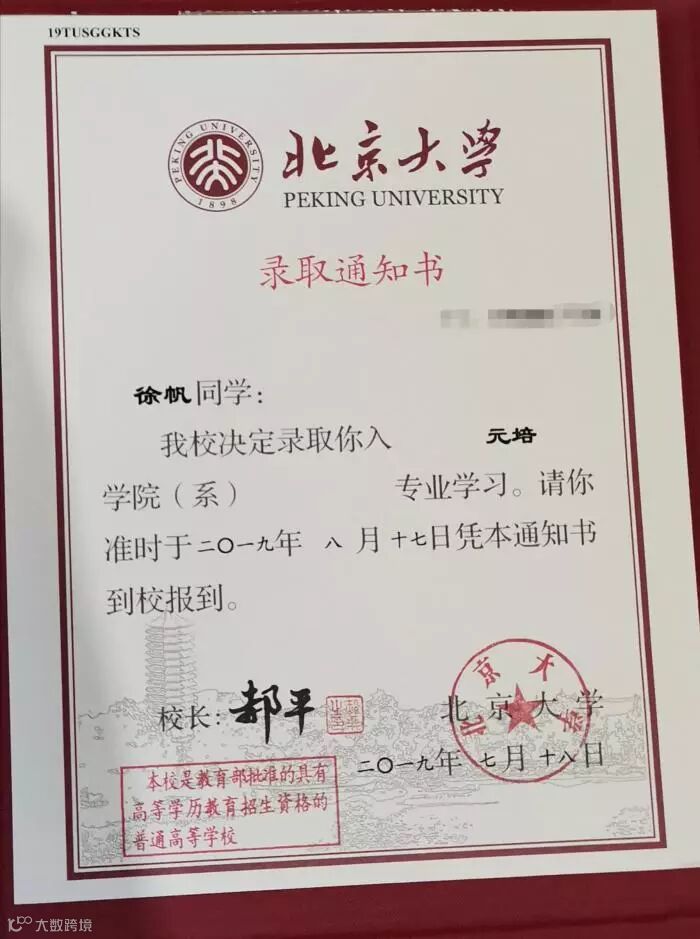 19TUSGGKTS
PEKING UNIVERSITY
1898
北京大学
PEKING UNIVERSITY
录取通知书
徐帆同学:
我校决定录取你入 元培
学院(系) 专业学习。请你
准时于二〇一九年 八 月 十七日凭本通知书
到校报到。
校长: 郝平
北京大学
北京大学
二〇一九年 七月 十八日
本校是教育部批准的具有
高等学历教育招生资格的
普通高等学校
大数跨境